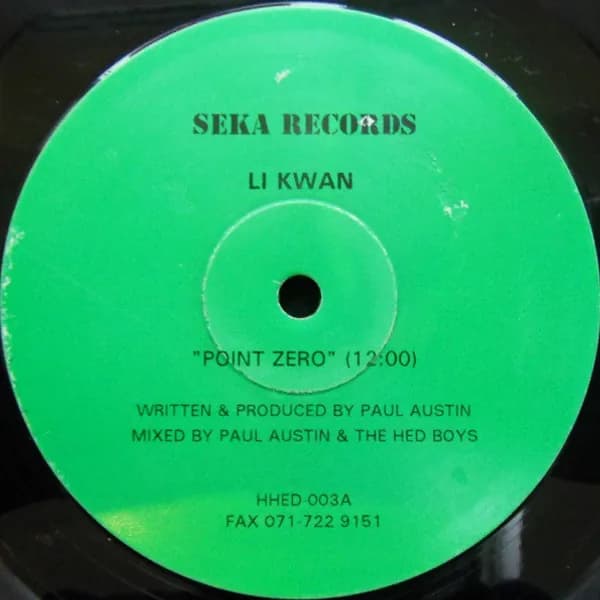 SEKA RECORDS
LI KWAN
"POINT ZERO" (12:00)
WRITTEN & PRODUCED BY PAUL AUSTIN
MIXED BY PAUL AUSTIN & THE HED BOYS
HHED-003A
FAX 071-722 9151